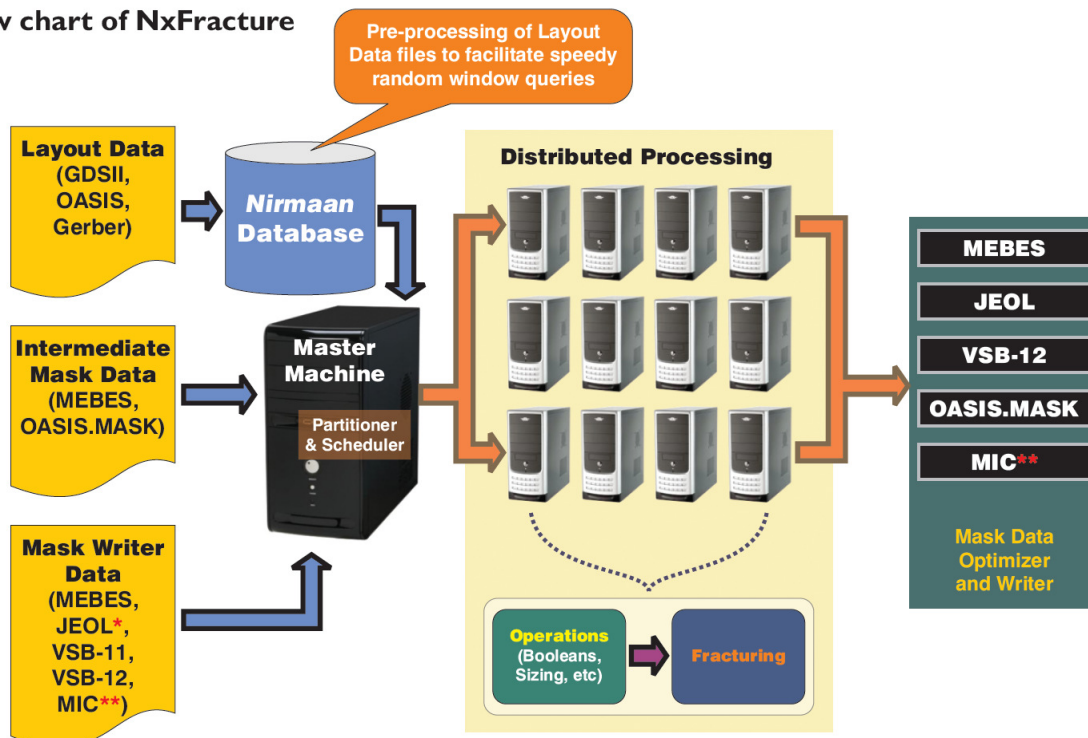 w chart of NxFracture
Pre-processing of Layout
Data files to facilitate speedy
random window queries
Layout Data
(GDSII,
OASIS,
Gerber)
Nirmaan
Database
Distributed Processing
Intermediate
Mask Data
(MEBES,
OASIS.MASK)
Master
Machine
Partitioner
& Scheduler
Mask Writer
Data
(MEBES,
JEOL*,
VSB-11,
VSB-12,
MIC**)
Operations
(Booleans,
Sizing, etc)
Fracturing
MEBES
JEOL
VSB-12
OASIS.MASK
MIC**
Mask Data
Optimizer
and Writer